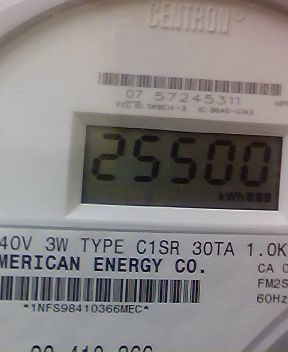 CENTRON®
07 57245311
25500
kWh
40V 3W TYPE C1SR 30TA 1.0K
MERICAN ENERGY CO.
CA 0
FM2S
60Hz
*1NFS98410366MEC*